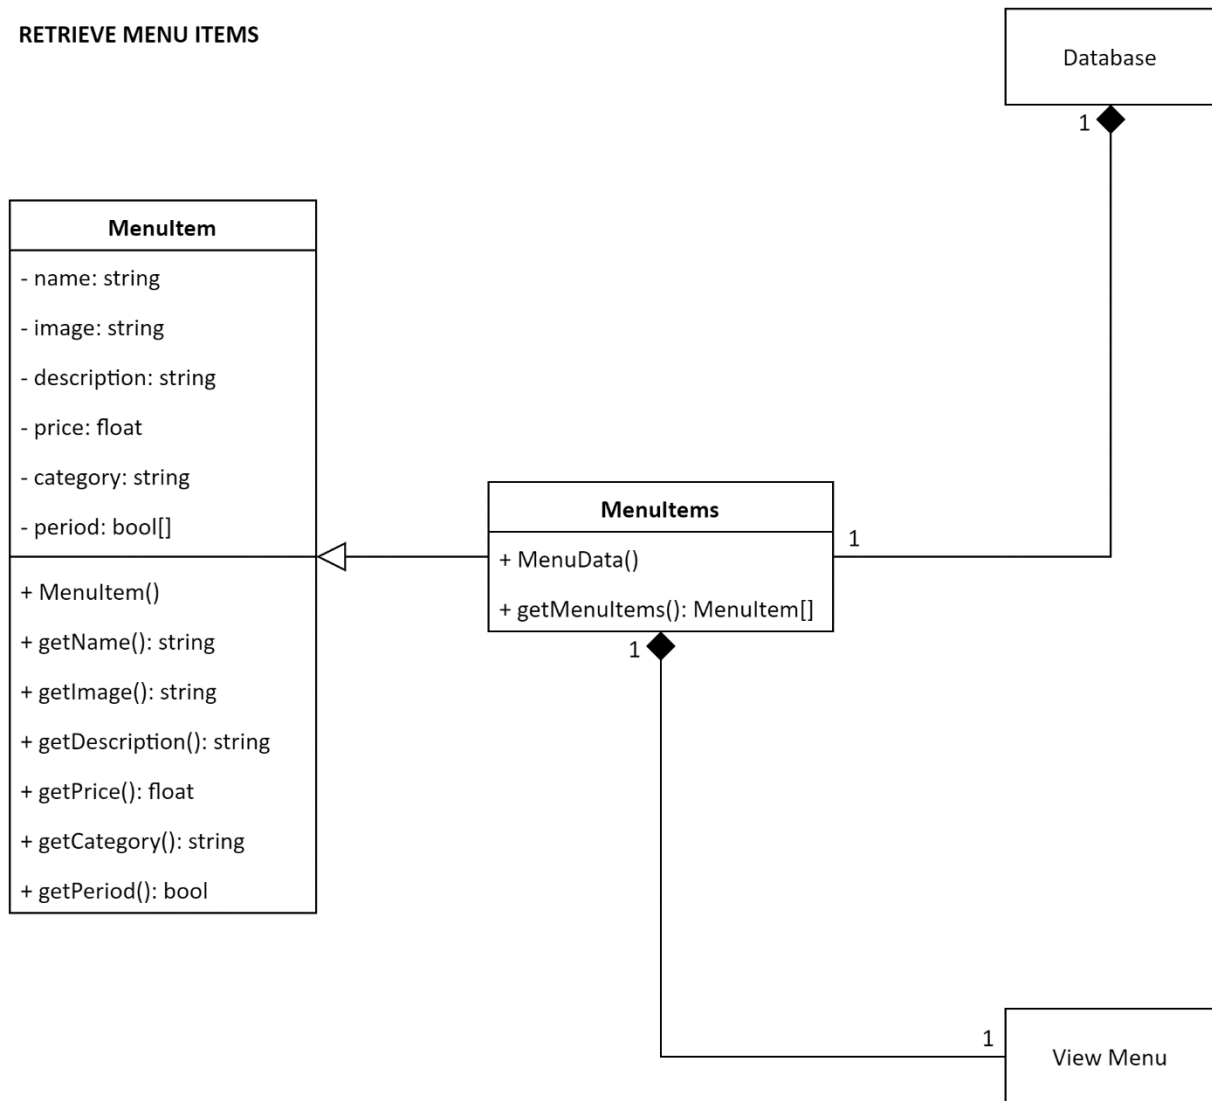 RETRIEVE MENU ITEMS
Database
1
MenuItem
- name: string
- image: string
- description: string
- price: float
- category: string
- period: bool[]
+ MenuItem()
+ getName(): string
+ getImage(): string
+ getDescription(): string
+ getPrice(): float
+ getCategory(): string
+ getPeriod(): bool
MenuItems
+ MenuData()
+ getMenuItems(): MenuItem[]
1
1
1
View Menu